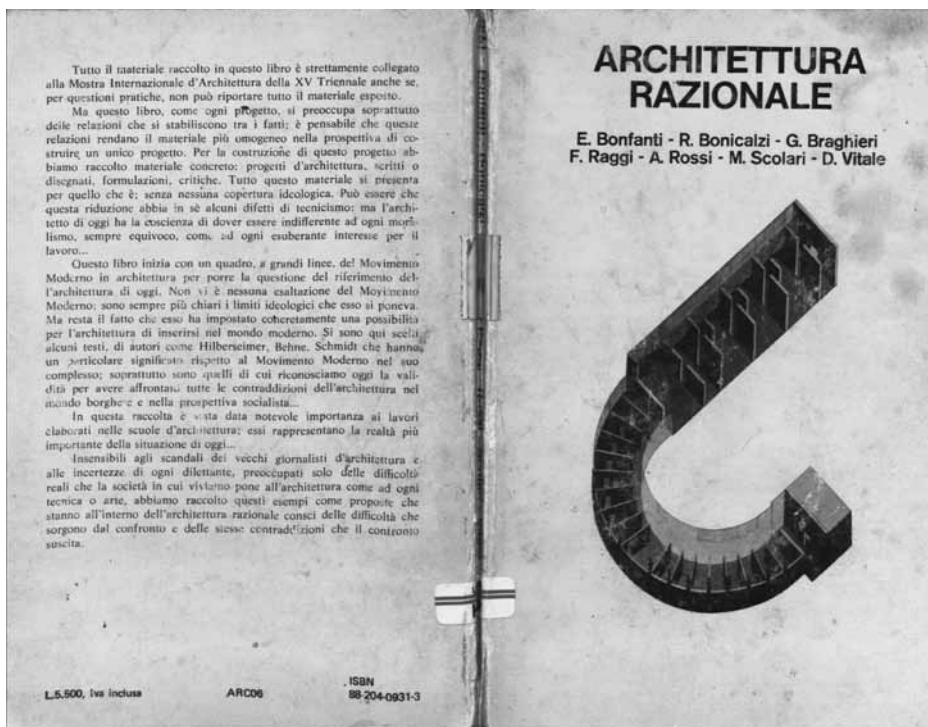 Tutto il materiale raccolto in questo libro è strettamente collegato
alla Mostra Internazionale d'Architettura della XV Triennale anche se,
per questioni pratiche, non può riportare tutto il materiale esposto.
Ma questo libro, come ogni progetto, si preoccupa soprattutto
delle relazioni che si stabiliscono tra i fatti; è pensabile che queste
relazioni rendano il materiale più omogeneo nella prospettiva di co-
struire un unico progetto. Per la costruzione di questo progetto ab-
biamo raccolto materiale concreto: progetti d'architettura, scritti o
disegnati, formulazioni, critiche. Tutto questo materiale si presenta
per quello che è; senza nessuna copertura ideologica. Può essere che
questa riduzione abbia in sè alcuni difetti di tecnicismo; ma l'archi-
tetto di oggi ha la coscienza di dover essere indifferente ad ogni mora-
lismo, sempre equivoco, come ad ogni esuberante interesse per il
lavoro...
Questo libro inizia con un quadro, a grandi linee, del Movimento
Moderno in architettura per porre la questione del riferimento del-
l'architettura di oggi. Non vi è nessuna esaltazione del Movimento
Moderno; sono sempre più chiari i limiti ideologici che esso si poneva.
Ma resta il fatto che esso ha impostato concretamente una possibilità
per l'architettura di inserirsi nel mondo moderno. Si sono qui scelti
alcuni testi, di autori come Hilberseimer, Behne, Schmidt che hanno
un particolare significato rispetto al Movimento Moderno nel suo
complesso; soprattutto sono quelli di cui riconosciamo oggi la vali-
dità per avere affrontato tutte le contraddizioni dell'architettura nel
mondo borghese e nella prospettiva socialista...
In questa raccolta è stata data notevole importanza ai lavori
elaborati nelle scuole d'architettura; essi rappresentano la realtà più
importante della situazione di oggi...
Insensibili agli scandali dei vecchi giornalisti d'architettura e
alle incertezze di ogni dilettante, preoccupati solo delle difficoltà
reali che la società in cui viviamo pone all'architettura come ad ogni
tecnica o arte, abbiamo raccolto questi esempi come proposte che
stanno all'interno dell'architettura razionale consci delle difficoltà che
sorgono dal confronto e delle stesse contraddizioni che il confronto
suscita.
L.5.500, Iva inclusa
ARC06
ISBN
88-204-0931-3
ARCHITETTURA
RAZIONALE
E. Bonfanti - R. Bonicalzi - G. Braghieri
F. Raggi - A. Rossi - M. Scolari - D. Vitale